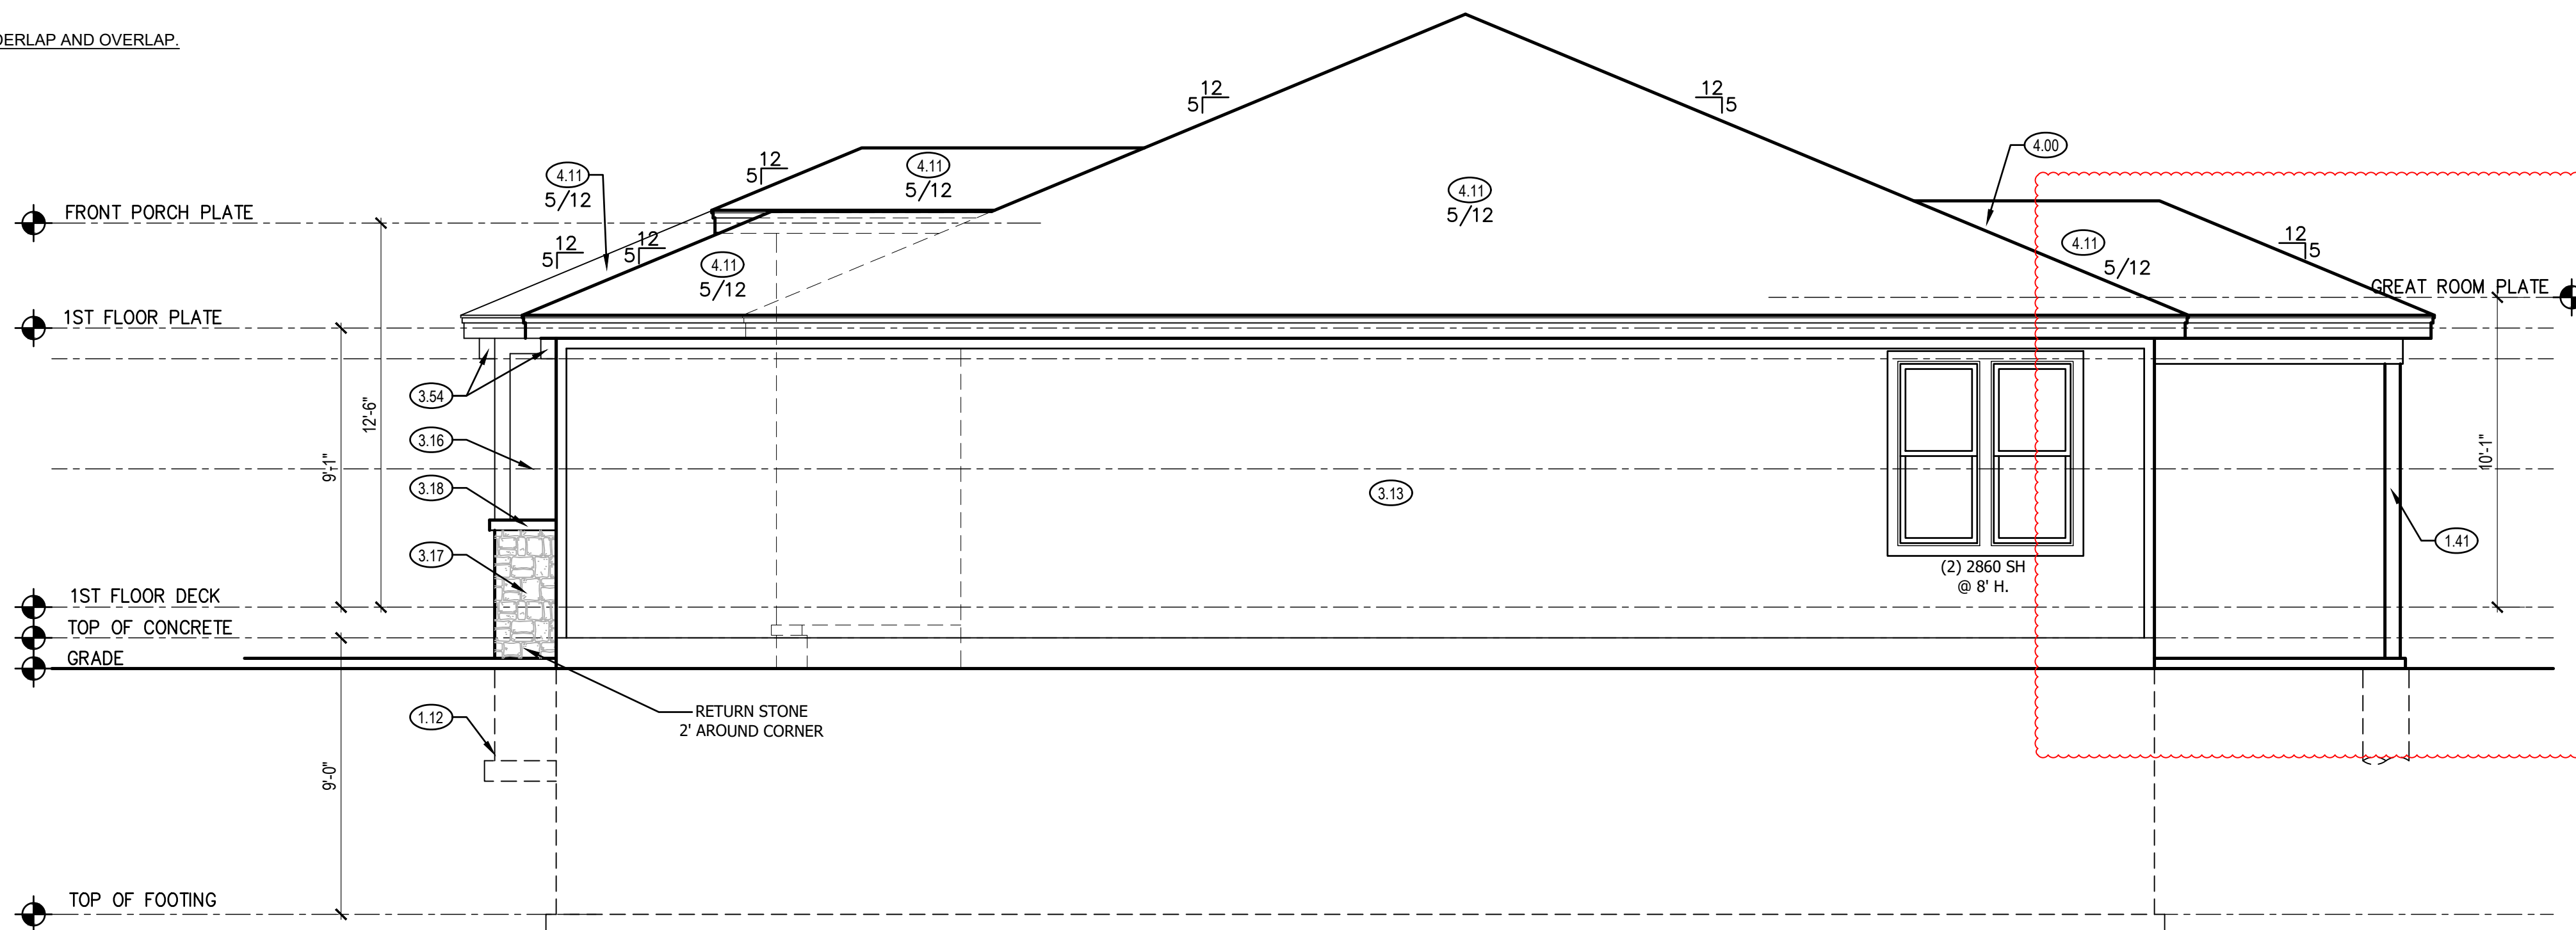 DERLAP AND OVERLAP.
12
5
12
5
4.00
12
5
4.11
5/12
4.11
5/12
4.11
5/12
FRONT PORCH PLATE
12
5
12
5
4.11
5/12
12
5
4.11
5/12
GREAT ROOM PLATE
1ST FLOOR PLATE
3.54
12'-6"
3.16
9'-1"
10'-1"
3.18
3.13
3.17
1.41
(2) 2860 SH
@ 8' H.
1ST FLOOR DECK
TOP OF CONCRETE
GRADE
RETURN STONE
2' AROUND CORNER
1.12
9'-0"
TOP OF FOOTING